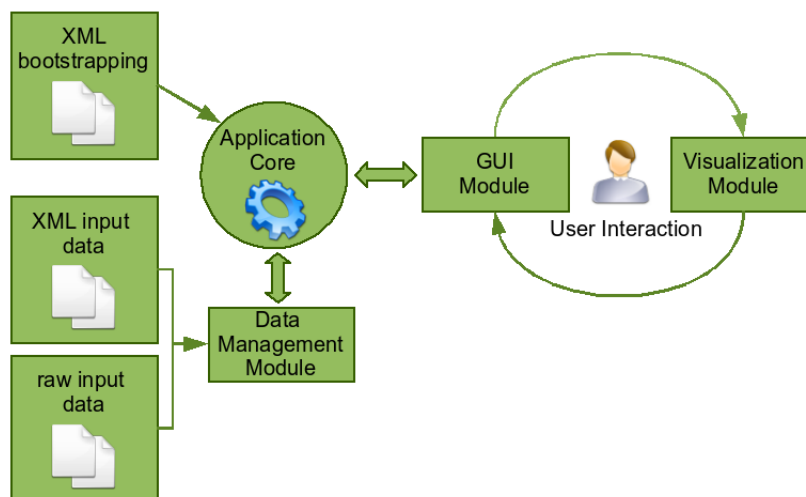 XML
bootstrapping
Application
Core
GUI
Module
Visualization
Module
User Interaction
XML input
data
Data
Management
Module
raw input
data